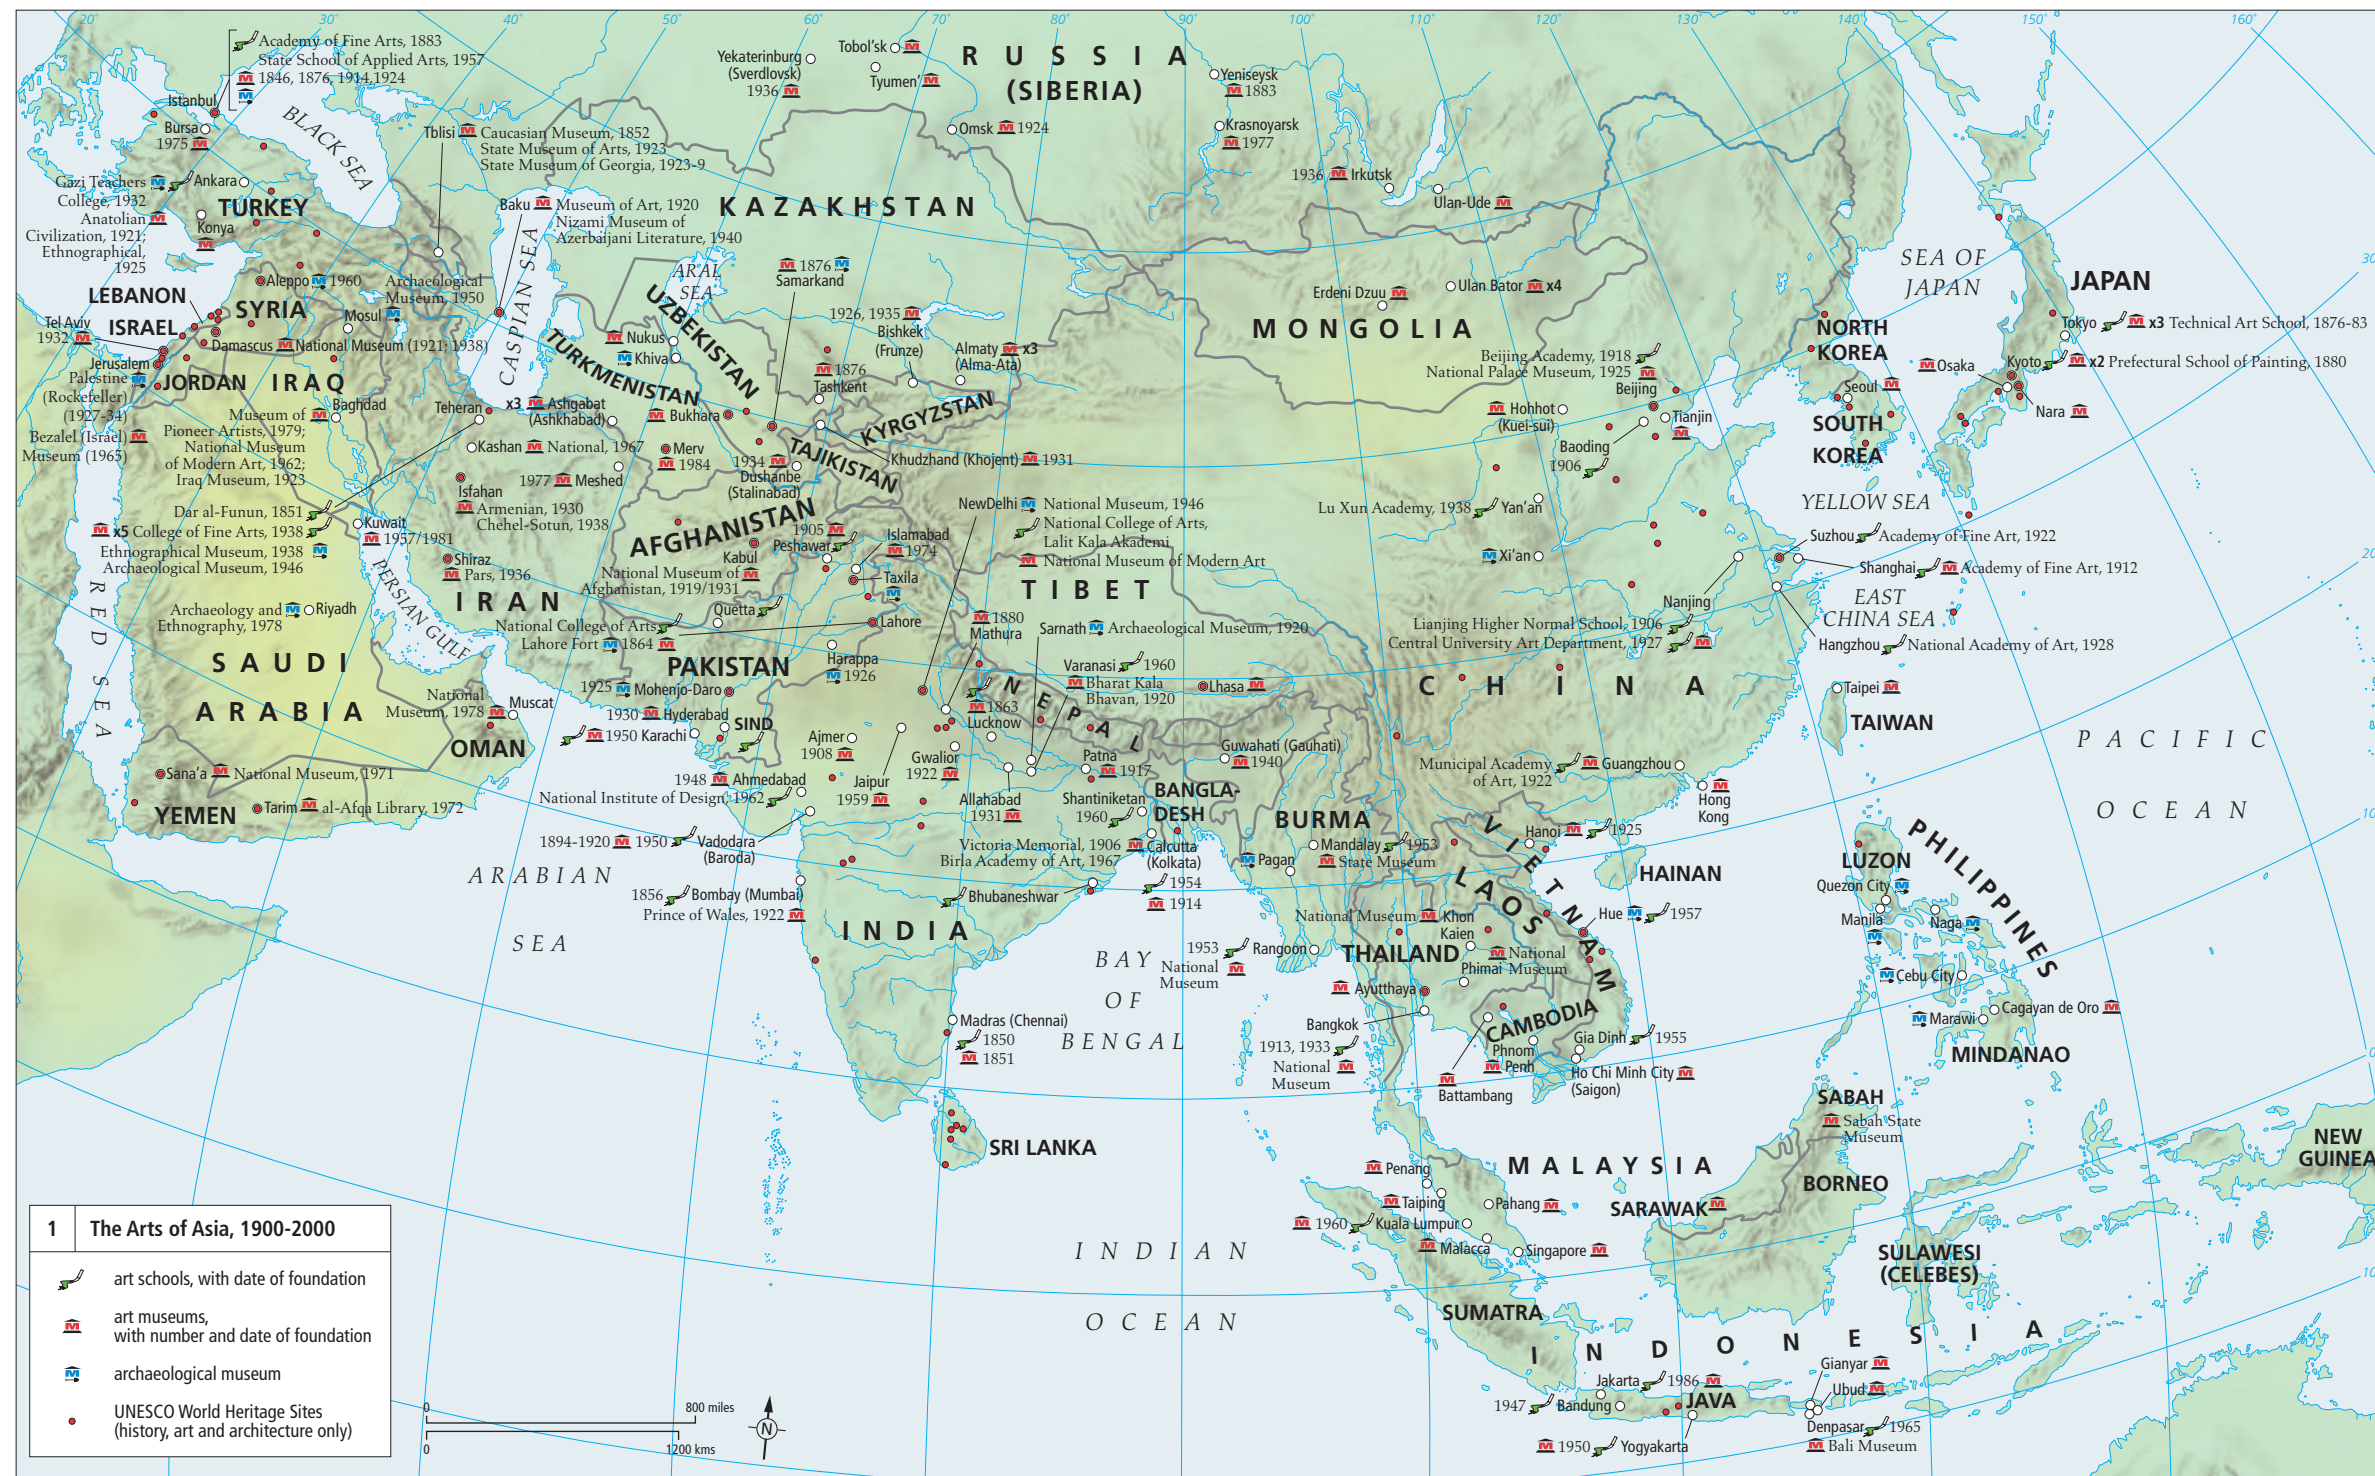 20°
30°
40°
50°
60°
70°
80°
90°
100°
110°
120°
130°
140°
150°
160°
30
20
10
0
10
Academy of Fine Arts, 1883
State School of Applied Arts, 1957
1846, 1876, 1914,1924
Istanbul
Bursa
1975
BLACK SEA
Gazi Teachers
College, 1932
Ankara
Anatolian
Civilization, 1921;
Ethnographical,
1925
TURKEY
Konya
Tblisi
Caucasian Museum, 1852
State Museum of Arts, 1923
State Museum of Georgia, 1923-9
Baku
Museum of Art, 1920
Nizami Museum of
Azerbaijani Literature, 1940
CASPIAN SEA
Yekaterinburg
(Sverdlovsk)
1936
Tobol'sk
Tyumen'
RUSSIA
(SIBERIA)
Omsk
1924
Yeniseysk
1883
Krasnoyarsk
1977
1936
Irkutsk
Ulan-Ude
KAZAKHSTAN
ARAL
SEA
1876
Samarkand
Aleppo
1960
Archaeological
Museum, 1950
LEBANON
SYRIA
Mosul
Tel Aviv
1932
ISRAEL
Damascus
National Museum (1921; 1938)
Jerusalem
Palestine
(Rockefeller)
(1927-34)
Bezalel (Israel)
Museum (1965)
JORDAN
IRAQ
Baghdad
Museum of
Pioneer Artists, 1979;
National Museum
of Modern Art, 1962;
Iraq Museum, 1923
Teheran
x3
Ashgabat
(Ashkhabad)
Nukus
Khiva
UZBEKISTAN
TURKMENISTAN
1926, 1935
Bishkek
(Frunze)
Almaty
x3
(Alma-Ata)
1876
Tashkent
Bukhara
KYRGYZSTAN
TAJIKISTAN
Khudzhand (Khojent)
1931
Kashan
National, 1967
Merv
1984
1977
Meshed
1934
Dushanbe
(Stalinabad)
Isfahan
Armenian, 1930
Chehel-Sotun, 1938
Dar al-Funun, 1851
x5
College of Fine Arts, 1938
Ethnographical Museum, 1938
Archaeological Museum, 1946
Kuwait
1957/1981
Shiraz
Pars, 1936
PERSIAN GULF
IRAN
AFGHANISTAN
Kabul
National Museum of
Afghanistan, 1919/1931
1905
Peshawar
Islamabad
1974
Taxila
Quetta
National College of Arts
Lahore Fort
1864
Lahore
PAKISTAN
Harappa
1926
1925
Mohenjo-Daro
1930
Hyderabad
SIND
1950
Karachi
RED SEA
Archaeology and
Ethnography, 1978
Riyadh
SAUDI
ARABIA
National
Museum, 1978
Muscat
OMAN
Sana'a
National Museum, 1971
Tarim
al-Afqa Library, 1972
YEMEN
NewDelhi
National Museum, 1946
National College of Arts,
Lalit Kala Akademi
National Museum of Modern Art
TIBET
1880
Mathura
Sarnath
Archaeological Museum, 1920
Varanasi
1960
Bharat Kala
Bhavan, 1920
Lhasa
NEPAL
1863
Lucknow
Ajmer
1908
Gwalior
1922
Jaipur
1959
Allahabad
1931
Patna
1917
Guwahati (Gauhati)
1940
1948
Ahmedabad
National Institute of Design, 1962
1894-1920
1950
Vadodara
(Baroda)
1856
Bombay (Mumbai)
Prince of Wales, 1922
Shantiniketan
1960
BANGLA-
DESH
Victoria Memorial, 1906
Birla Academy of Art, 1967
Calcutta
(Kolkata)
1954
1914
Bhubaneshwar
INDIA
ARABIAN
SEA
BAY
OF
BENGAL
Madras (Chennai)
1850
1851
SRI LANKA
INDIAN
OCEAN
MONGOLIA
Erdeni Dzuu
Ulan Bator
x4
Beijing Academy, 1918
National Palace Museum, 1925
Beijing
Hohhot
(Kuei-sui)
Tianjin
Baoding
1906
Lu Xun Academy, 1938
Yan'an
Xi'an
Nanjing
Lianjing Higher Normal School, 1906
Central University Art Department, 1927
CHINA
Municipal Academy
of Art, 1922
Guangzhou
Hong
Kong
NORTH
KOREA
Seoul
SOUTH
KOREA
SEA OF
JAPAN
JAPAN
Tokyo
x3
Technical Art School, 1876-83
Kyoto
x2
Prefectural School of Painting, 1880
Osaka
Nara
YELLOW SEA
Suzhou
Academy of Fine Art, 1922
Shanghai
Academy of Fine Art, 1912
EAST
CHINA SEA
Hangzhou
National Academy of Art, 1928
Taipei
TAIWAN
PACIFIC
OCEAN
BURMA
Mandalay
1953
State Museum
Pagan
1953
Rangoon
National
Museum
VIETNAM
Hanoi
1925
LAOS
HAINAN
Hue
1957
National Museum
Khon
Kaien
THAILAND
National
Phimai Museum
Ayutthaya
Bangkok
1913, 1933
National
Museum
CAMBODIA
Phnom
Penh
Battambang
Gia Dinh
1955
Ho Chi Minh City
(Saigon)
LUZON
Quezon City
Manila
Naga
PHILIPPINES
Cebu City
Cagayan de Oro
Marawi
MINDANAO
SABAH
Sabah State
Museum
NEW
GUINEA
BORNEO
SARAWAK
MALAYSIA
Penang
Taiping
Pahang
1960
Kuala Lumpur
Malacca
Singapore
SUMATRA
SULAWESI
(CELEBES)
INDONESIA
Gianyar
Ubud
Jakarta
1986
JAVA
1947
Bandung
Denpasar
1965
Bali Museum
1950
Yogyakarta
1
The Arts of Asia, 1900-2000
art schools, with date of foundation
art museums,
with number and date of foundation
archaeological museum
UNESCO World Heritage Sites
(history, art and architecture only)
0
800 miles
0
1200 kms
N